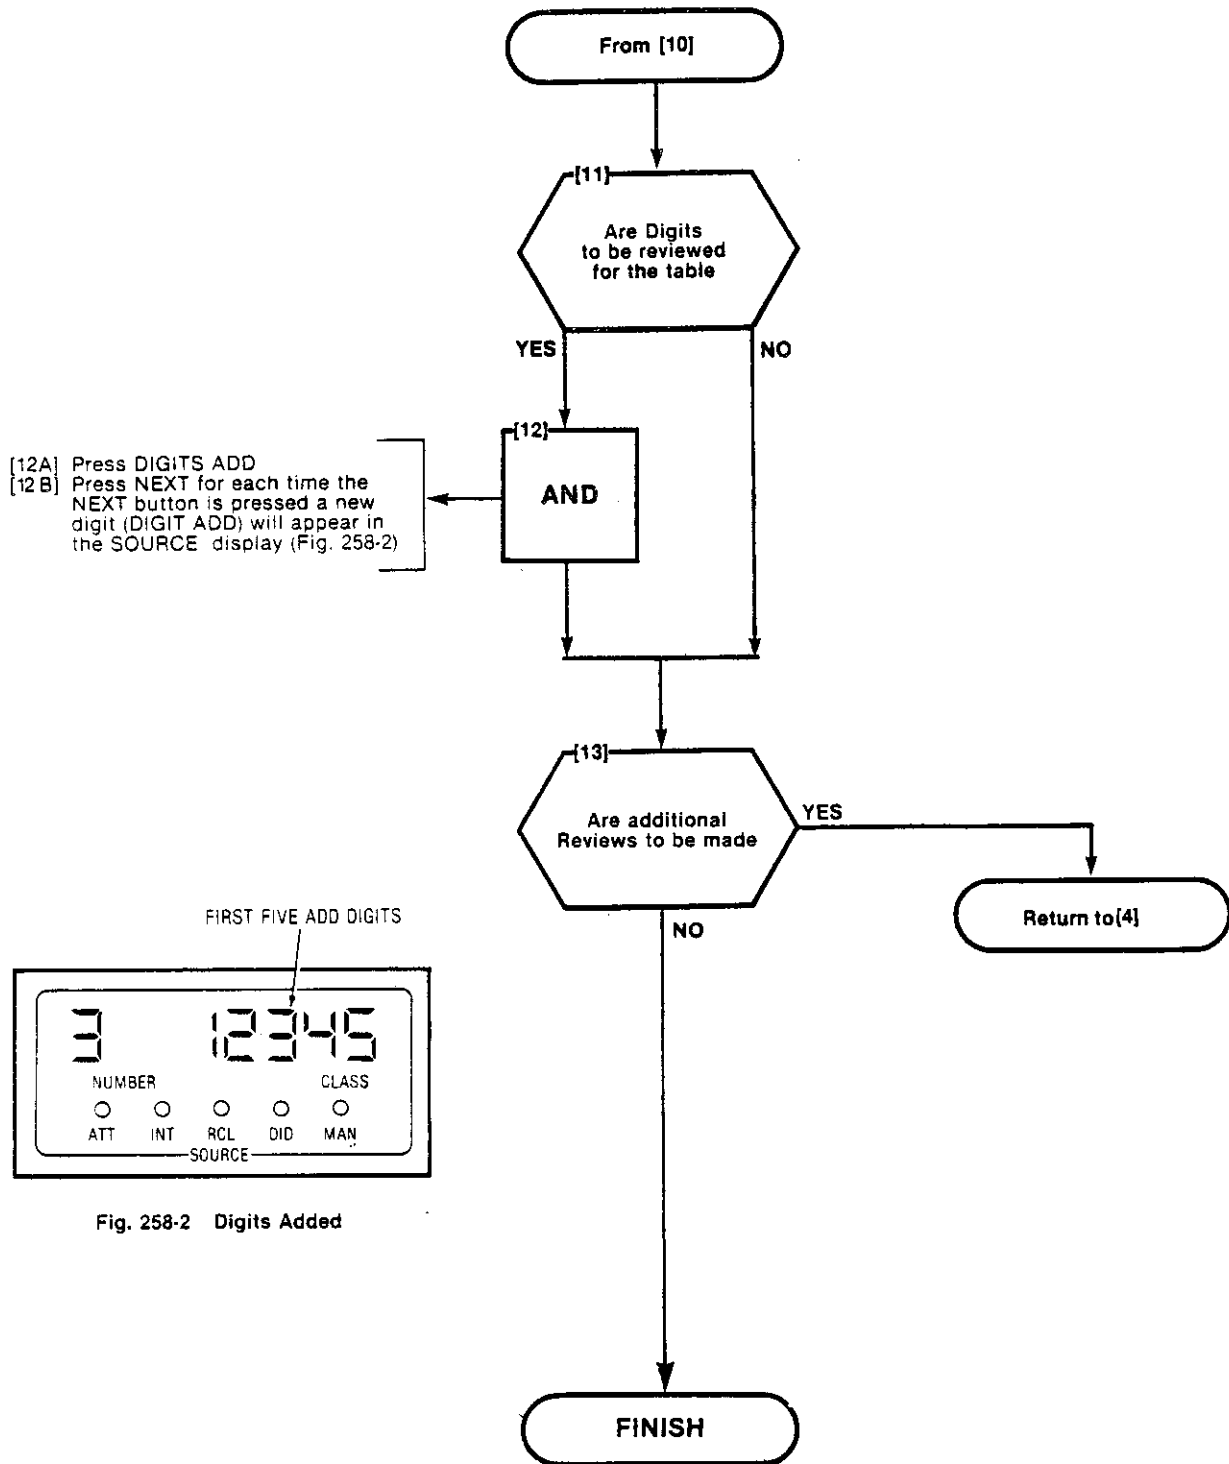 From [10]
[11]
Are Digits
to be reviewed
for the table
YES
NO
[12]
AND
[12A] Press DIGITS ADD
[12B] Press NEXT for each time the
NEXT button is pressed a new
digit (DIGIT ADD) will appear in
the SOURCE display (Fig. 258-2)
[13]
Are additional
Reviews to be made
YES
Return to [4]
NO
FIRST FIVE ADD DIGITS
3 12345
NUMBER CLASS
ATT INT RCL DID MAN
SOURCE
Fig. 258-2 Digits Added
FINISH